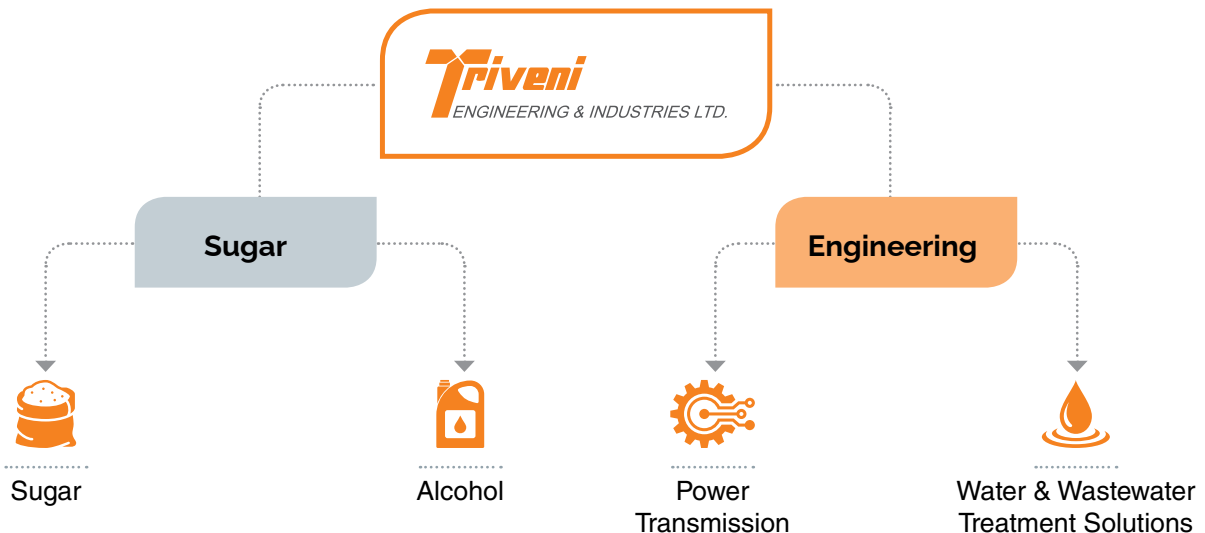 Triveni
ENGINEERING & INDUSTRIES LTD.
Sugar
Engineering
Sugar
Alcohol
Power
Transmission
Water & Wastewater
Treatment Solutions